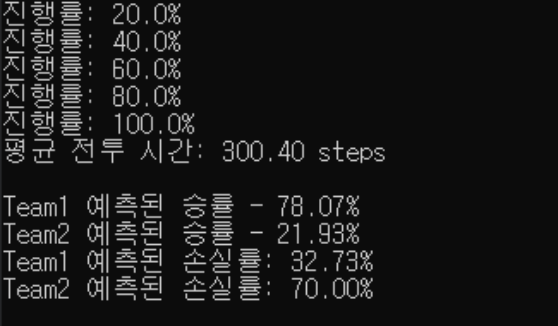 진행률: 20.0%
진행률: 40.0%
진행률: 60.0%
진행률: 80.0%
진행률: 100.0%
평균 전투 시간: 300.40 steps
Team1 예측된 승률 - 78.07%
Team2 예측된 승률 - 21.93%
Team1 예측된 손실률: 32.73%
Team2 예측된 손실률: 70.00%